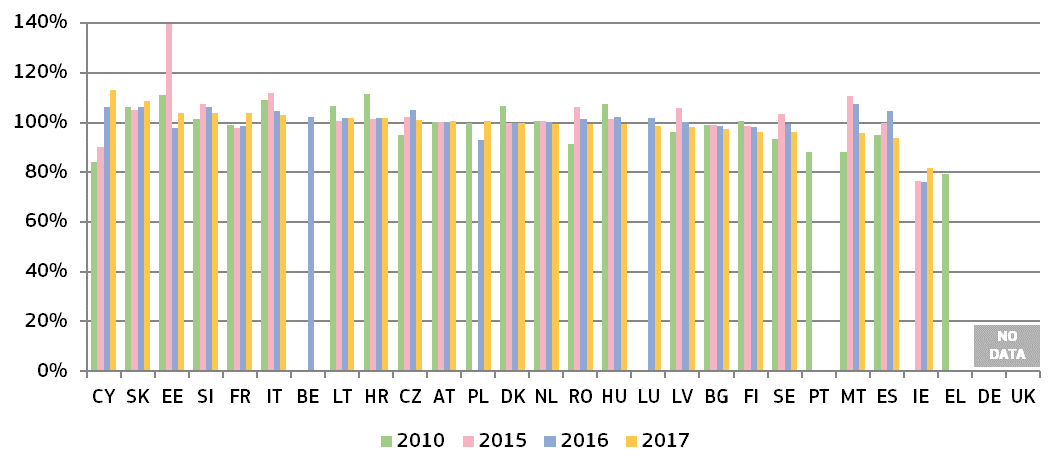 140%
120%
100%
80%
60%
40%
20%
0%
NO
DATA
CY SK EE SI FR IT BE LT HR CZ AT PL DK NL RO HU LU LV BG FI SE PT MT ES IE EL DE UK
2010 2015 2016 2017